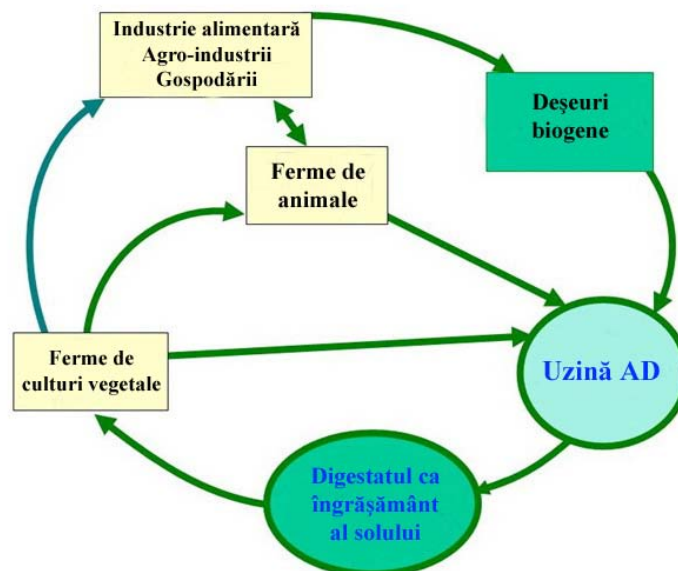 Industrie alimentară
Agro-industrii
Gospodării
Deşeuri
biogene
Ferme de
animale
Ferme de
culturi vegetale
Uzină AD
Digestatul ca
îngrăşământ
al solului